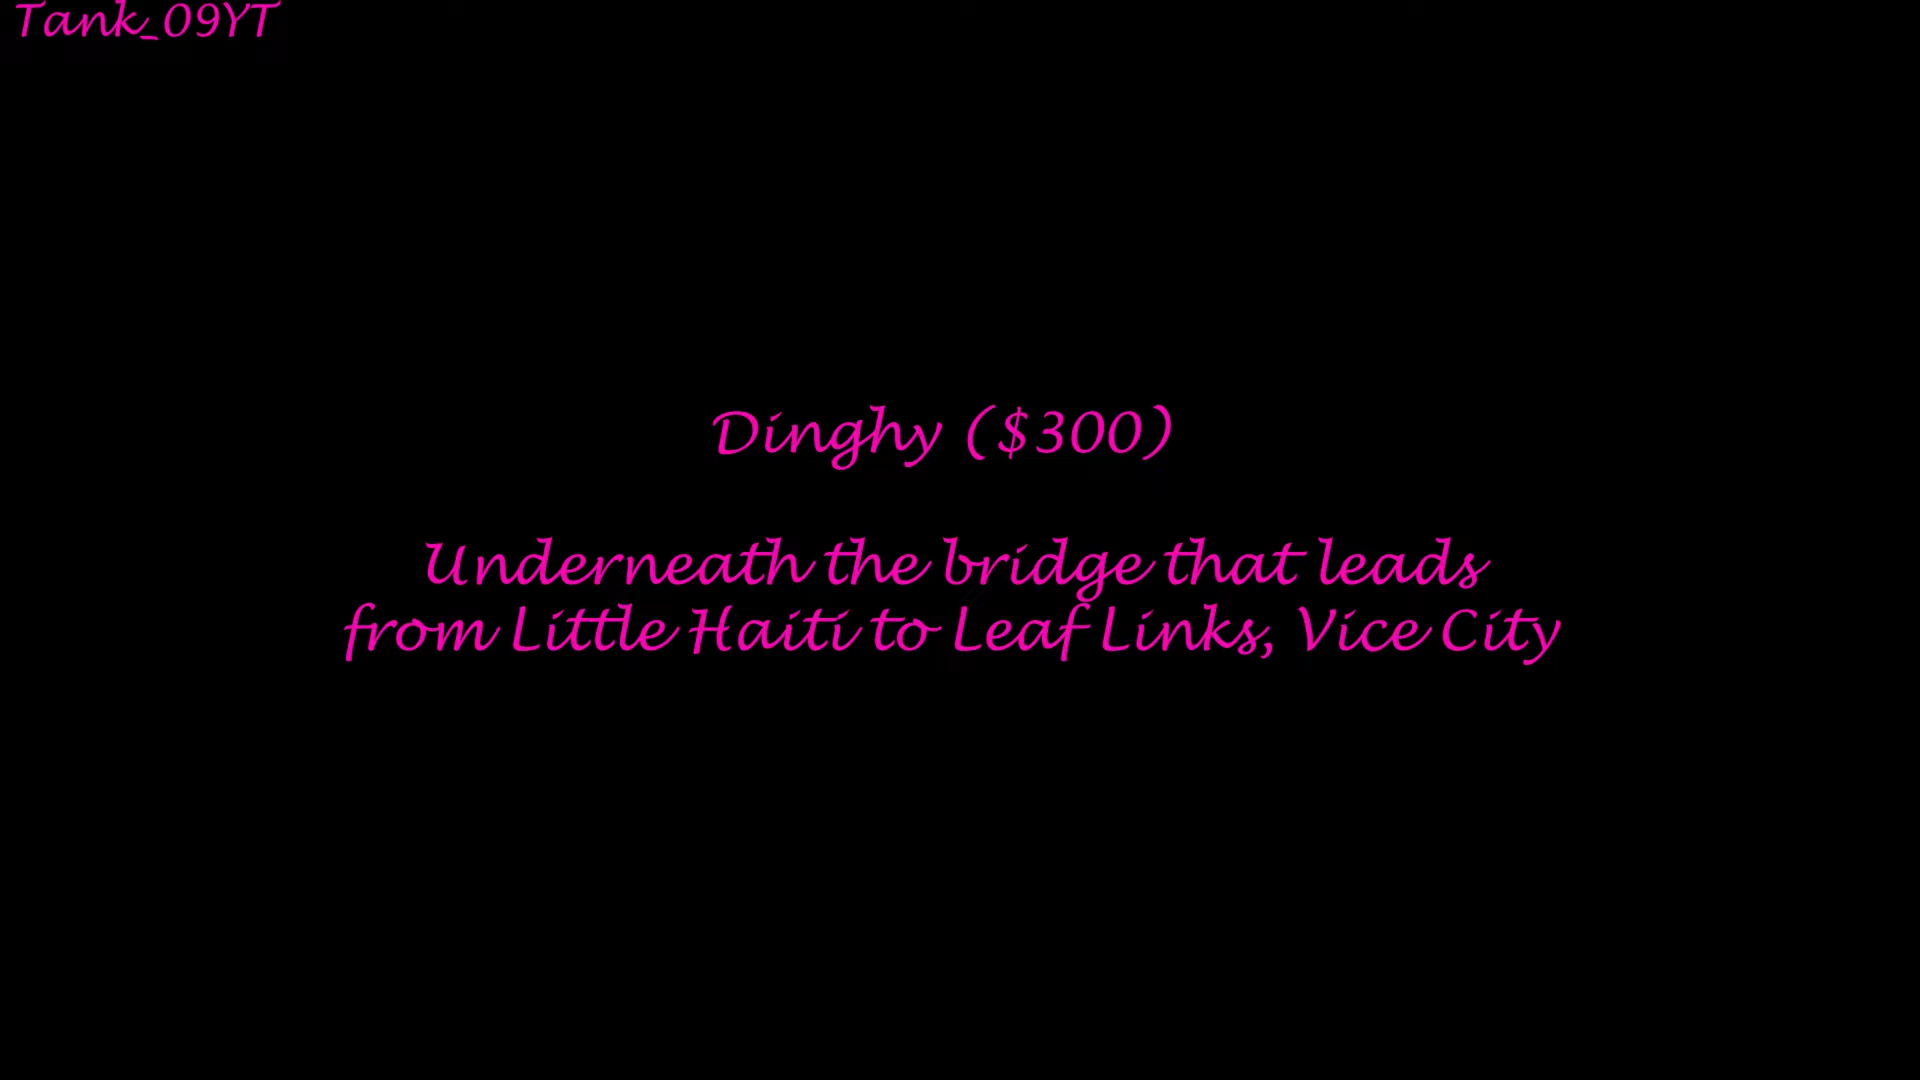 Tank_09YT
Dinghy ($300)
Underneath the bridge that leads
from Little Haiti to Leaf Links, Vice City